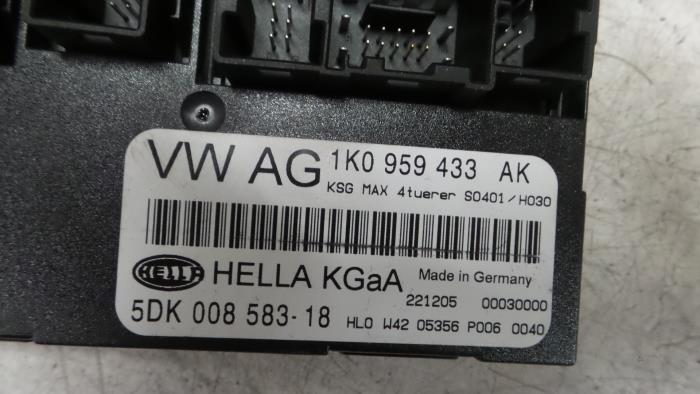 VW AG 1K0 959 433 AK
KSG MAX 4tuerer S0401/H030
HELLA HELLA KGaA Made in Germany
221205 00030000
5DK 008 583-18 HL0 W42 05356 P006 0040